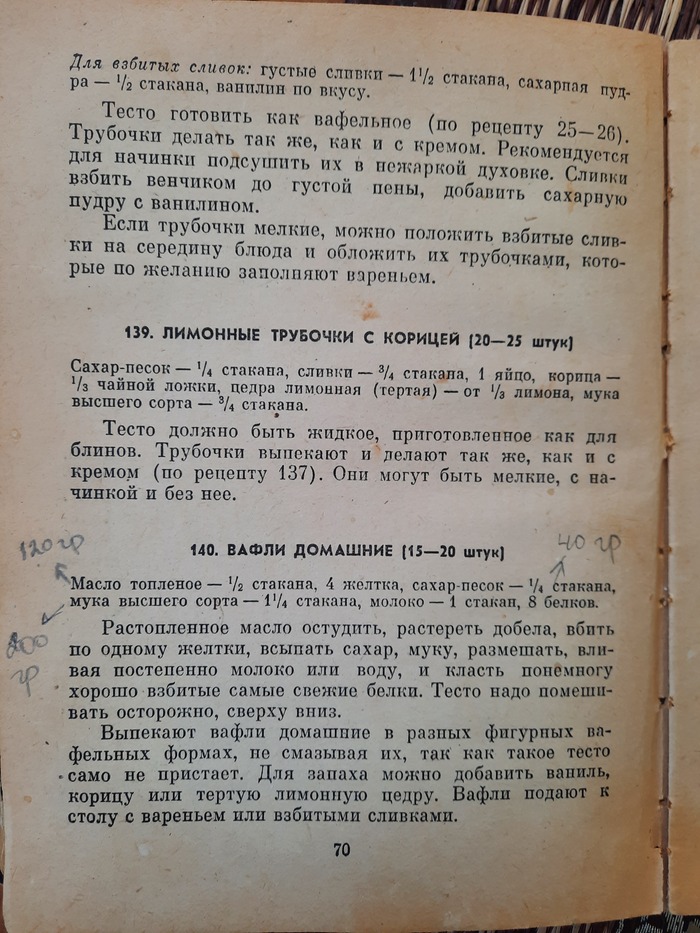 Для взбитых сливок: густые сливки — 1½ стакана, сахарная пуд-
ра — ½ стакана, ванилин по вкусу.
Тесто готовить как вафельное (по рецепту 25—26).
Трубочки делать так же, как и с кремом. Рекомендуется
для начинки подсушить их в нежаркой духовке. Сливки
взбить венчиком до густой пены, добавить сахарную
пудру с ванилином.
Если трубочки мелкие, можно положить взбитые слив-
ки на середину блюда и обложить их трубочками, кото-
рые по желанию заполняют вареньем.
139. ЛИМОННЫЕ ТРУБОЧКИ С КОРИЦЕЙ (20—25 штук)
Сахар-песок — ¼ стакана, сливки — ¾ стакана, 1 яйцо, корица —
⅓ чайной ложки, цедра лимонная (тертая) — от ⅓ лимона, мука
высшего сорта — ¾ стакана.
Тесто должно быть жидкое, приготовленное как для
блинов. Трубочки выпекают и делают так же, как и с
кремом (по рецепту 137). Они могут быть мелкие, с на-
чинкой и без нее.
120 гр
40 гр
140. ВАФЛИ ДОМАШНИЕ (15—20 штук)
Масло топленое — ½ стакана, 4 желтка, сахар-песок — ¼ стакана,
мука высшего сорта — 1¼ стакана, молоко — 1 стакан, 8 белков.
200
гр
Растопленное масло остудить, растереть добела, вбить
по одному желтки, всыпать сахар, муку, размешать, вли-
вая постепенно молоко или воду, и класть понемногу
хорошо взбитые самые свежие белки. Тесто надо помеши-
вать осторожно, сверху вниз.
Выпекают вафли домашние в разных фигурных ва-
фельных формах, не смазывая их, так как такое тесто
само не пристает. Для запаха можно добавить ваниль,
корицу или тертую лимонную цедру. Вафли подают к
столу с вареньем или взбитыми сливками.
70